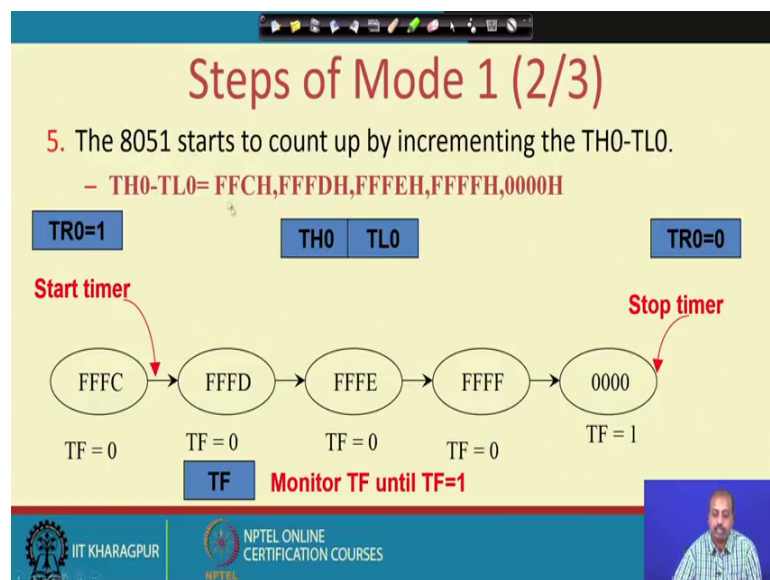 Steps of Mode 1 (2/3)
5. The 8051 starts to count up by incrementing the TH0-TL0.
– TH0-TL0= FFCH,FFFDH,FFFEH,FFFFH,0000H
TR0=1
TH0 TL0
TR0=0
Start timer
Stop timer
FFFC FFFD FFFE FFFF 0000
TF = 0 TF = 0 TF = 0 TF = 0 TF = 1
TF Monitor TF until TF=1
IIT KHARAGPUR
NPTEL ONLINE
CERTIFICATION COURSES
NPTEL